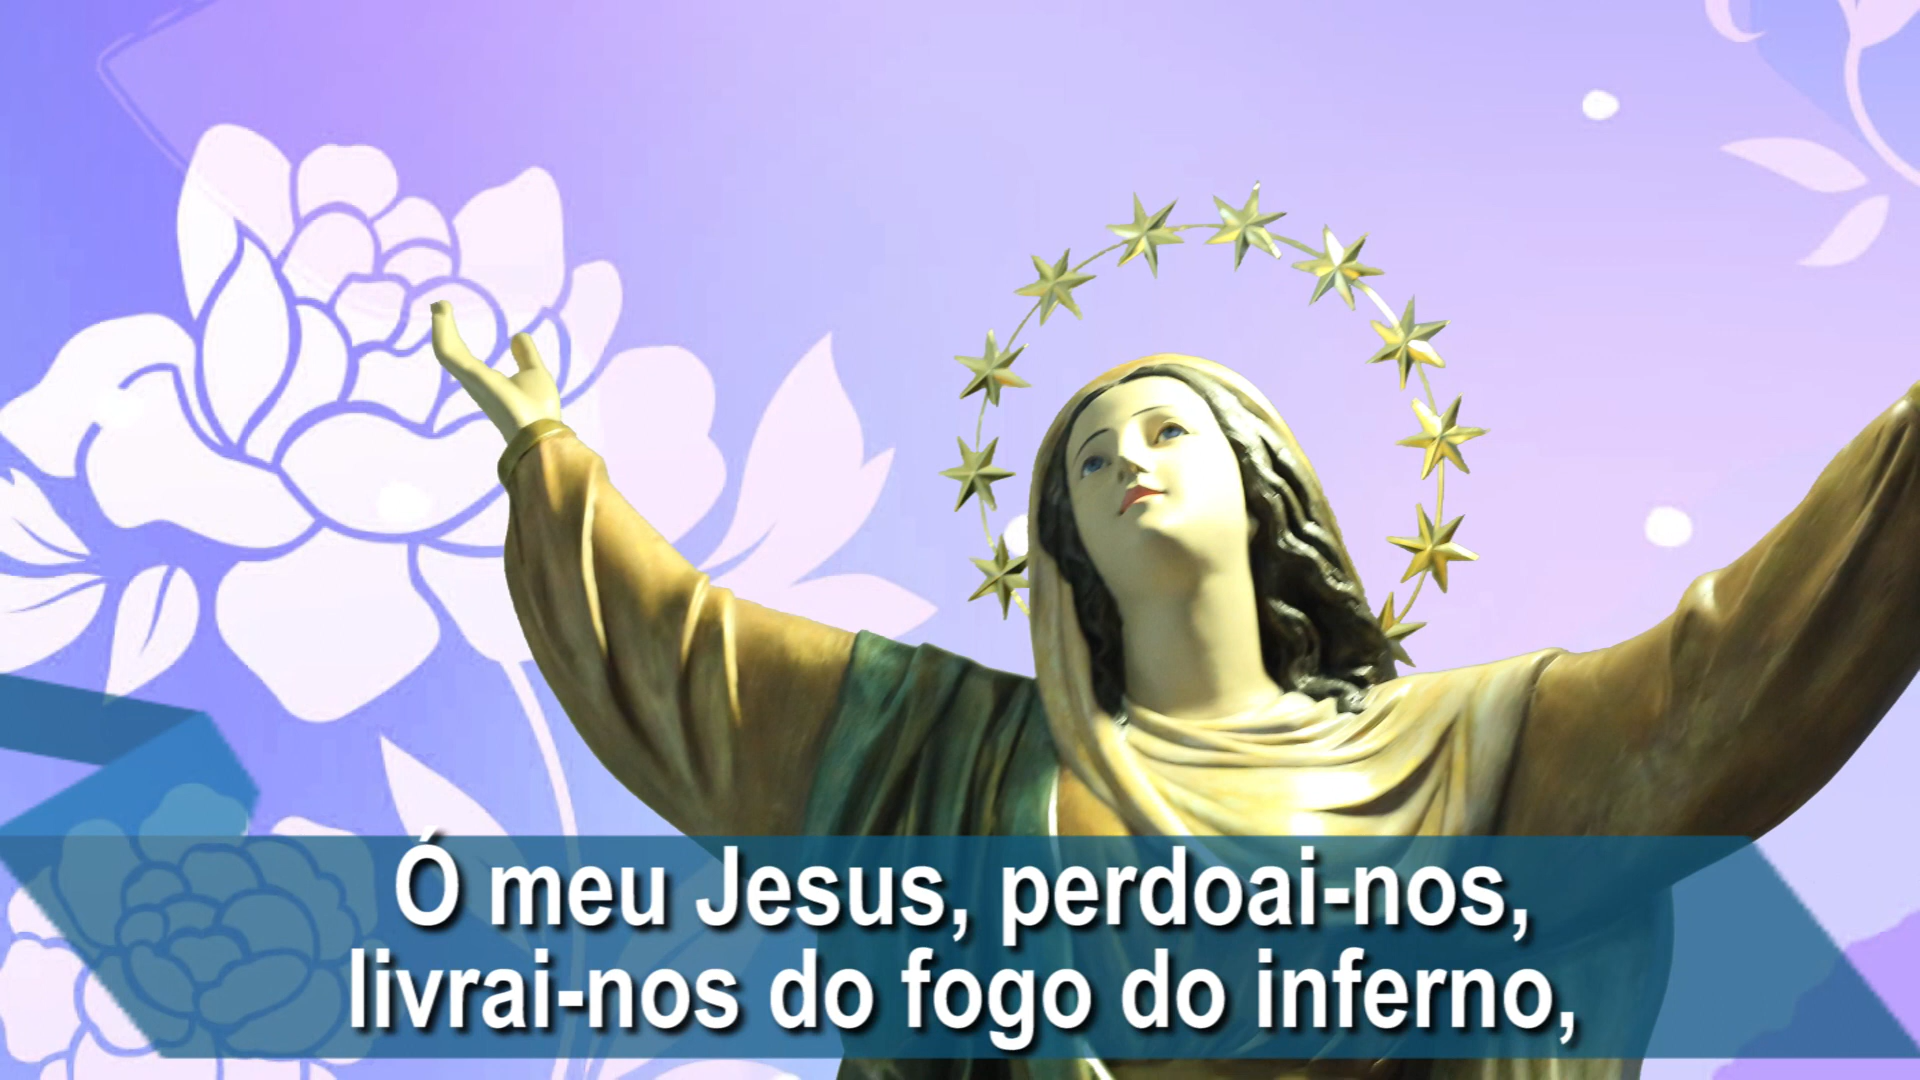 Ó meu Jesus, perdoai-nos,
livrai-nos do fogo do inferno,